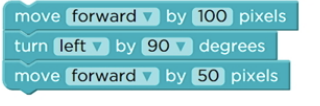 move forward by 100 pixels
turn left by 90 degrees
move forward by 50 pixels